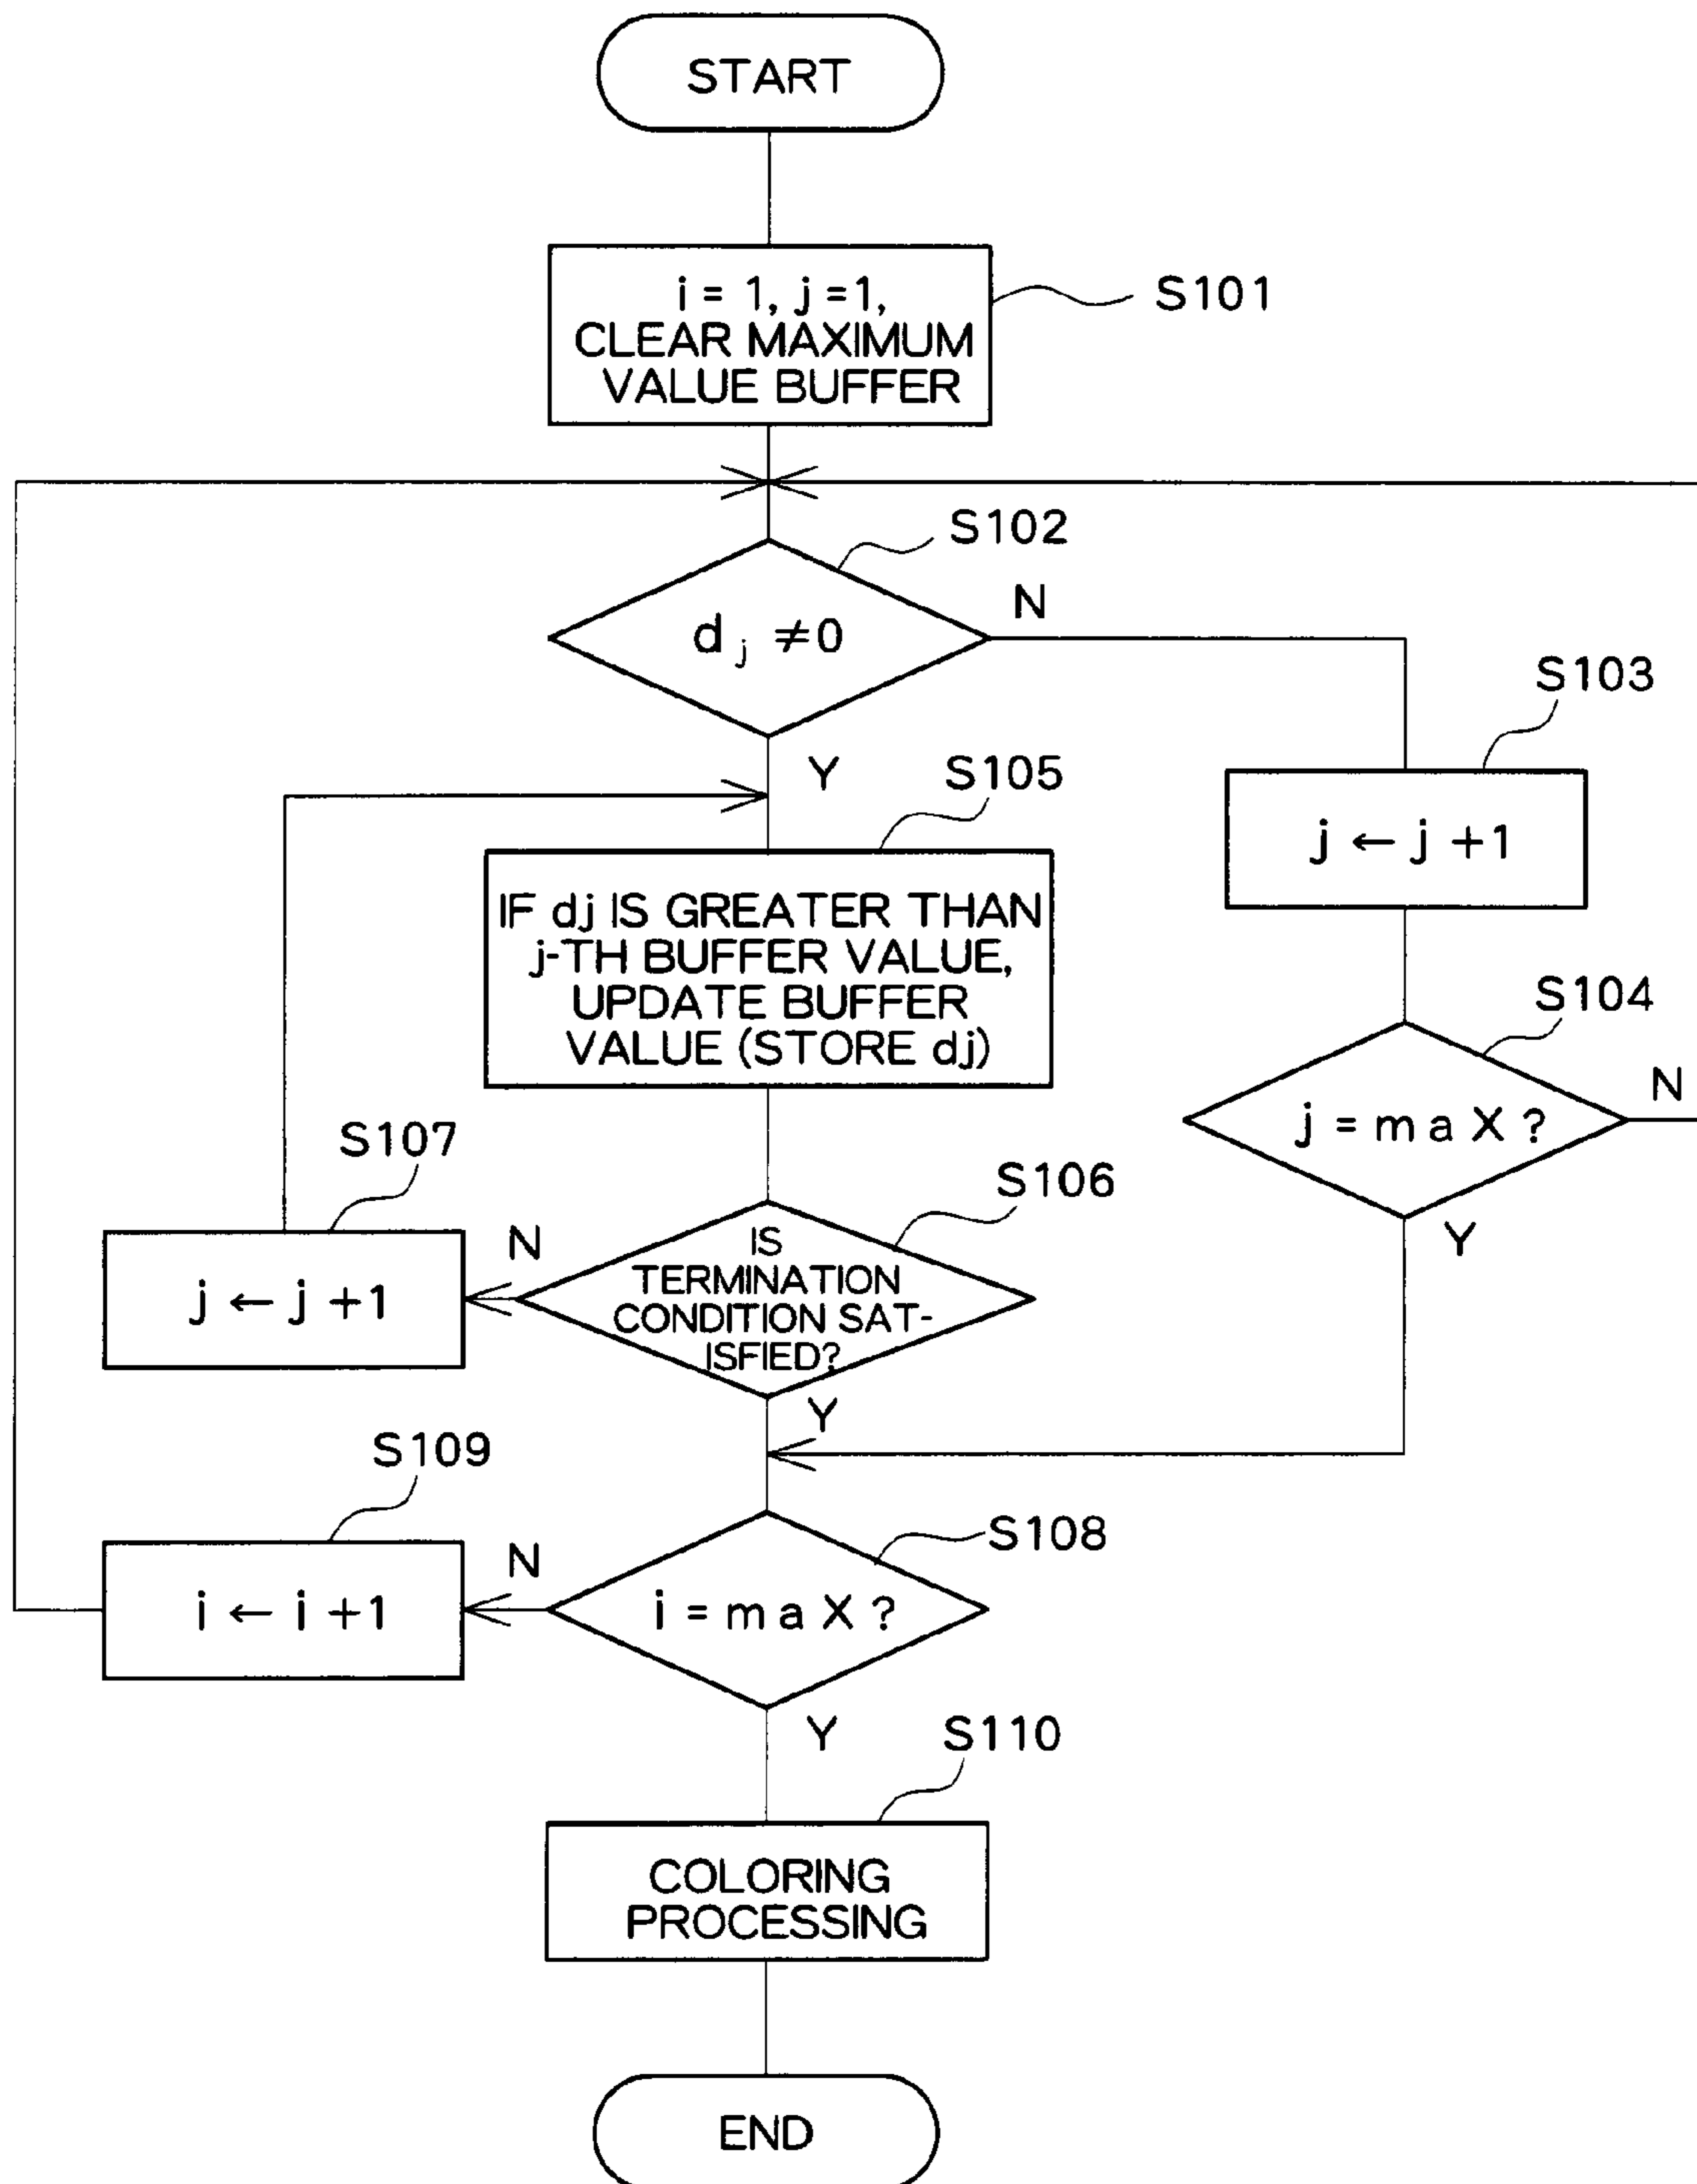 START
i = 1, j =1,
CLEAR MAXIMUM
VALUE BUFFER
S101
S102
d j ≠0
N
Y
S103
j ← j +1
S104
j = m a X ?
N
Y
S105
IF dj IS GREATER THAN
j-TH BUFFER VALUE,
UPDATE BUFFER
VALUE (STORE dj)
S106
IS
TERMINATION
CONDITION SAT-
ISFIED?
N
Y
S107
j ← j +1
S108
i = m a X ?
N
Y
S109
i ← i +1
S110
COLORING
PROCESSING
END